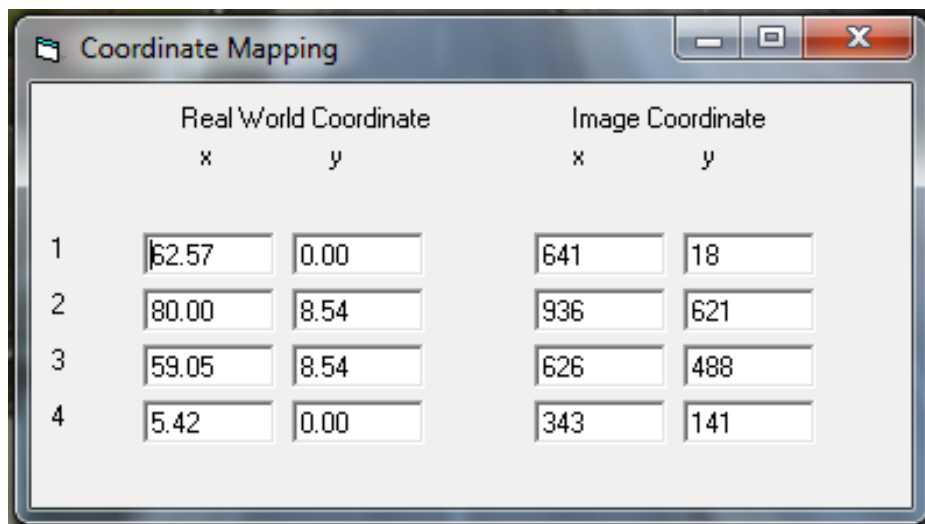 Coordinate Mapping
Real World Coordinate Image Coordinate
x y x y
1 62.57 0.00 641 18
2 80.00 8.54 936 621
3 59.05 8.54 626 488
4 5.42 0.00 343 141